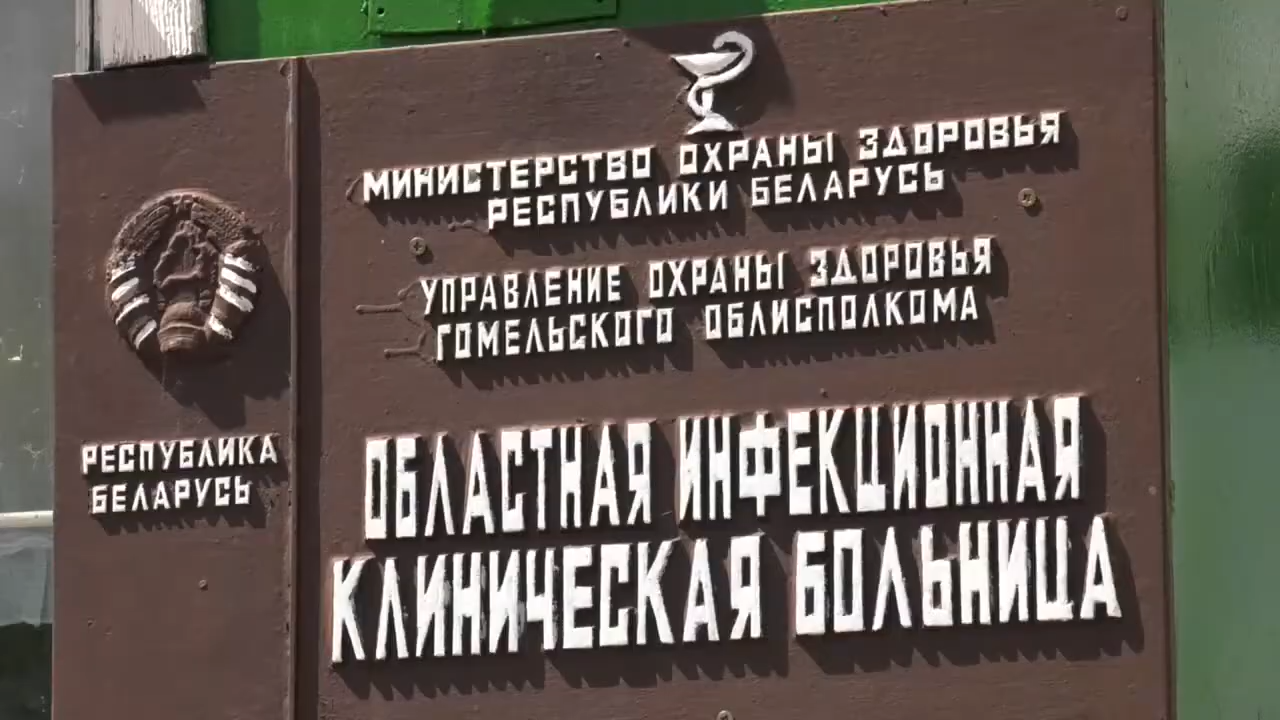 МИНИСТЕРСТВО ОХРАНЫ ЗДОРОВЬЯ
РЕСПУБЛИКИ БЕЛАРУСЬ
УПРАВЛЕНИЕ ОХРАНЫ ЗДОРОВЬЯ
ГОМЕЛЬСКОГО ОБЛИСПОЛКОМА
РЕСПУБЛИКА
БЕЛАРУСЬ
ОБЛАСТНАЯ ИНФЕКЦИОННАЯ
КЛИНИЧЕСКАЯ БОЛЬНИЦА